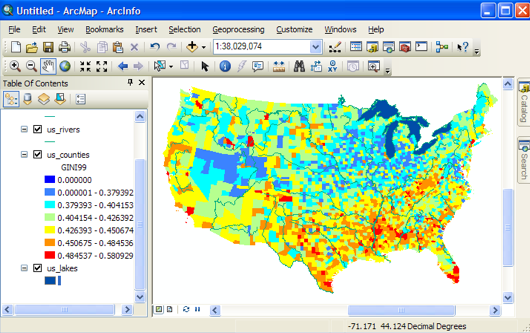 Untitled - ArcMap - ArcInfo
File Edit View Bookmarks Insert Selection Geoprocessing Customize Windows Help
1:38,029,074
Table Of Contents
us_rivers
us_counties
GINI99
0.000000
0.000001 - 0.379392
0.379393 - 0.404153
0.404154 - 0.426392
0.426393 - 0.450674
0.450675 - 0.484536
0.484537 - 0.580929
us_lakes
Catalog
Search
-71.171 44.124 Decimal Degrees